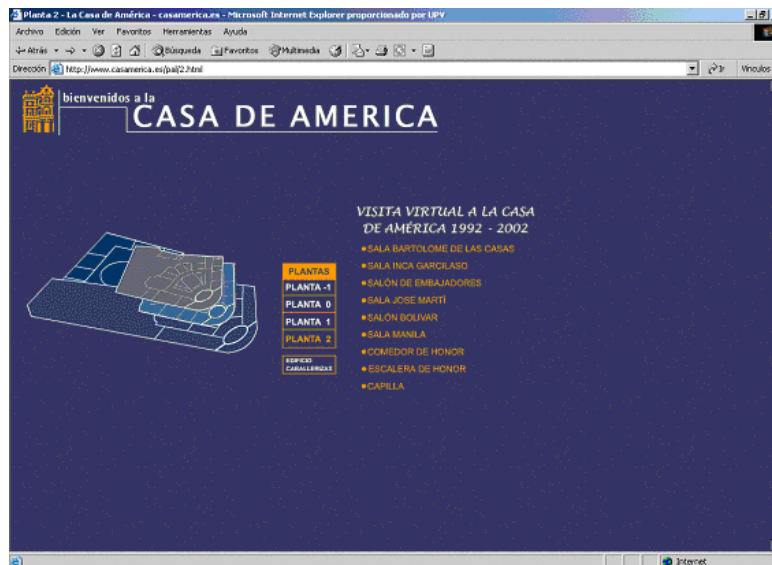 Planta 2 - La Casa de América - casamerica.es - Microsoft Internet Explorer proporcionado por UPV
Archivo Edición Ver Favoritos Herramientas Ayuda
Atrás Búsqueda Favoritos Multimedia
Dirección http://www.casamerica.es/pal/2.html Ir Vínculos
bienvenidos a la
CASA DE AMERICA
VISITA VIRTUAL A LA CASA
DE AMÉRICA 1992 - 2002
SALA BARTOLOME DE LAS CASAS
SALA INCA GARCILASO
SALÓN DE EMBAJADORES
SALA JOSE MARTÍ
SALÓN BOLIVAR
SALA MANILA
COMEDOR DE HONOR
ESCALERA DE HONOR
CAPILLA
PLANTAS
PLANTA -1
PLANTA 0
PLANTA 1
PLANTA 2
EDIFICIO
CABALLERIZAS
Internet